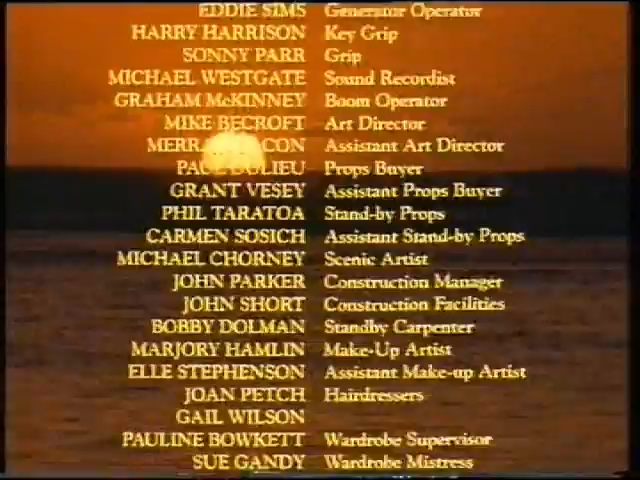 EDDIE SIMS Generator Operator
HARRY HARRISON Key Grip
SONNY PARR Grip
MICHAEL WESTGATE Sound Recordist
GRAHAM McKINNEY Boom Operator
MIKE BECROFT Art Director
Assistant Art Director
PAUL DULIEU Props Buyer
GRANT VESEY Assistant Props Buyer
PHIL TARATOA Stand-by Props
CARMEN SOSICH Assistant Stand-by Props
MICHAEL CHORNEY Scenic Artist
JOHN PARKER Construction Manager
JOHN SHORT Construction Facilities
BOBBY DOLMAN Standby Carpenter
MARJORY HAMLIN Make-Up Artist
ELLE STEPHENSON Assistant Make-up Artist
JOAN PETCH Hairdressers
GAIL WILSON
PAULINE BOWKETT Wardrobe Supervisor
SUE GANDY Wardrobe Mistress